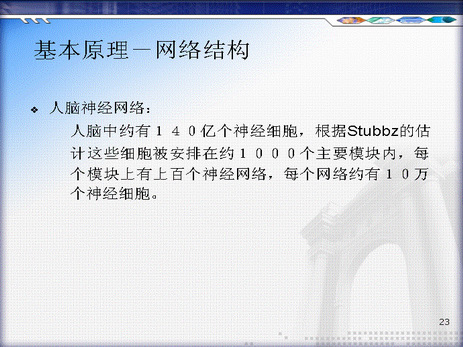 基本原理－网络结构
❖ 人脑神经网络：
人脑中约有１４０亿个神经细胞，根据Stubbz的估
计这些细胞被安排在约１０００个主要模块内，每
个模块上有上百个神经网络，每个网络约有１０万
个神经细胞。
23